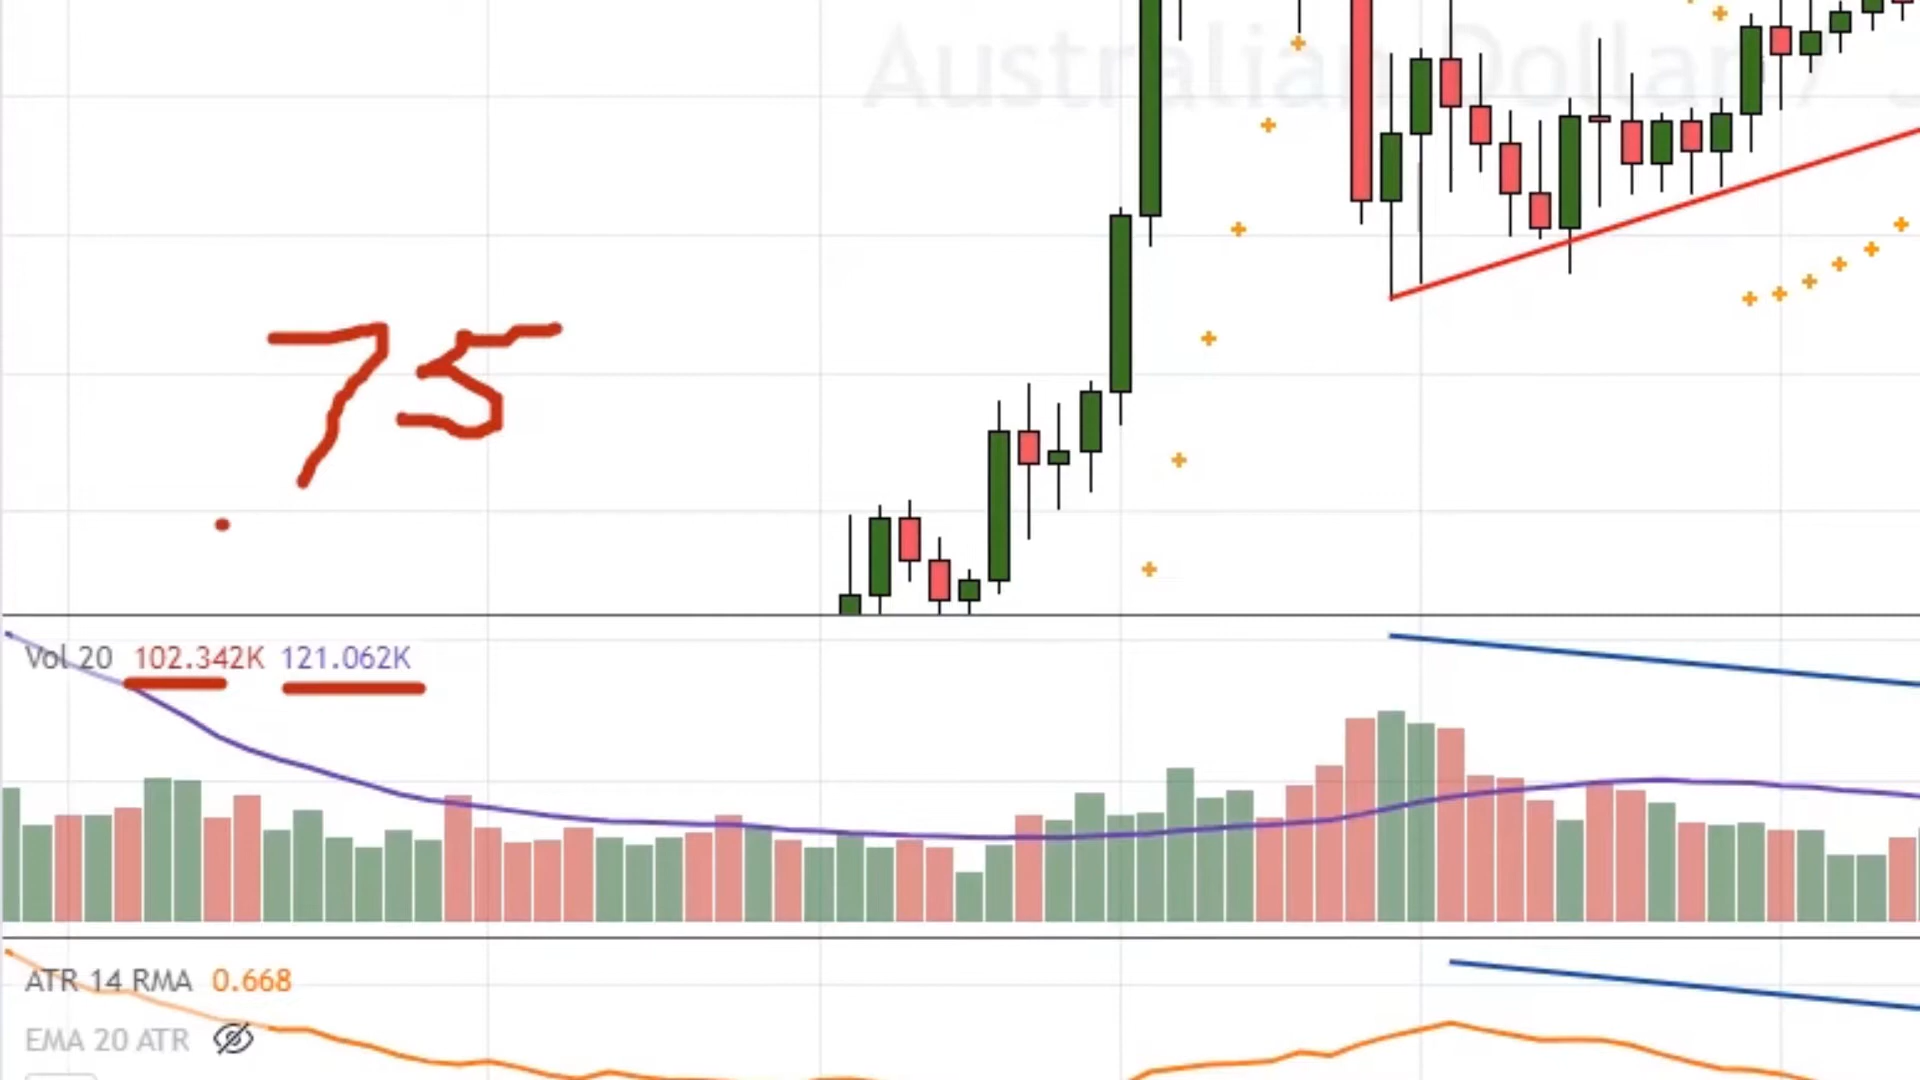 Australian Dollar /
75
Vol 20 102.342K 121.062K
ATR 14 RMA 0.668
EMA 20 ATR